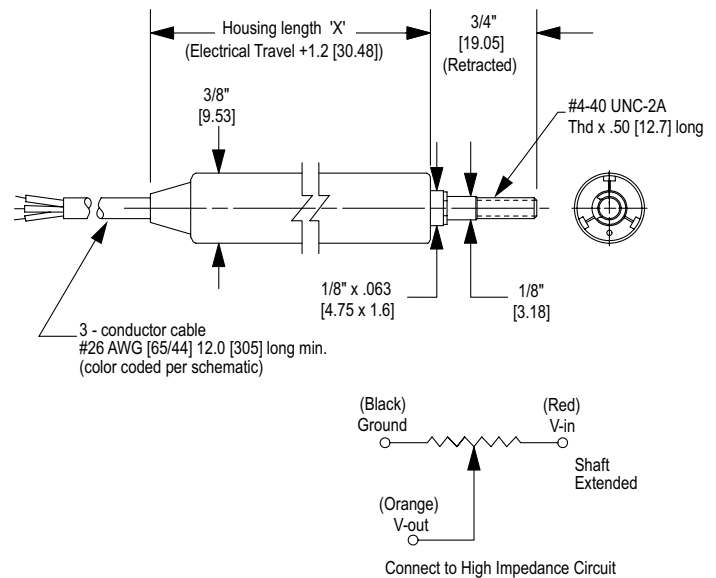 Housing length 'X'
(Electrical Travel +1.2 [30.48])
3/4"
[19.05]
(Retracted)
3/8"
[9.53]
#4-40 UNC-2A
Thd x .50 [12.7] long
1/8" x .063
[4.75 x 1.6]
1/8"
[3.18]
3 - conductor cable
#26 AWG [65/44] 12.0 [305] long min.
(color coded per schematic)
(Black)
Ground
(Red)
V-in
Shaft
Extended
(Orange)
V-out
Connect to High Impedance Circuit